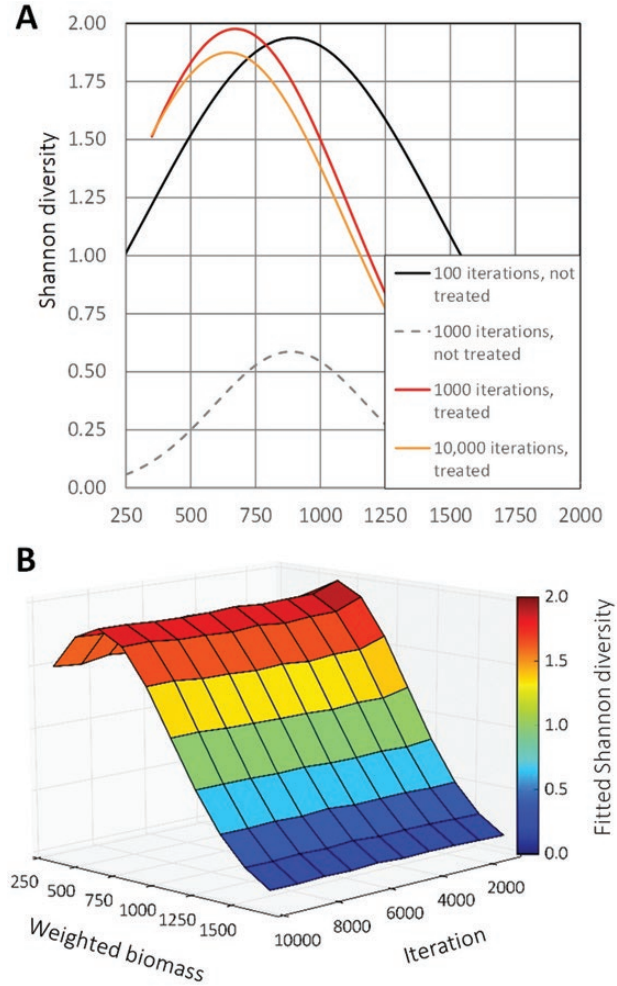 A
2.00
1.75
1.50
1.25
1.00
0.75
0.50
0.25
0.00
Shannon diversity
250 500 750 1000 1250 1500 1750 2000
100 iterations, not
treated
1000 iterations,
not treated
1000 iterations,
treated
10,000 iterations,
treated
B
2.0
1.5
1.0
0.5
0.0
Fitted Shannon diversity
250
500
750
1000
1250
1500
Weighted biomass
10000
8000
6000
4000
2000
Iteration